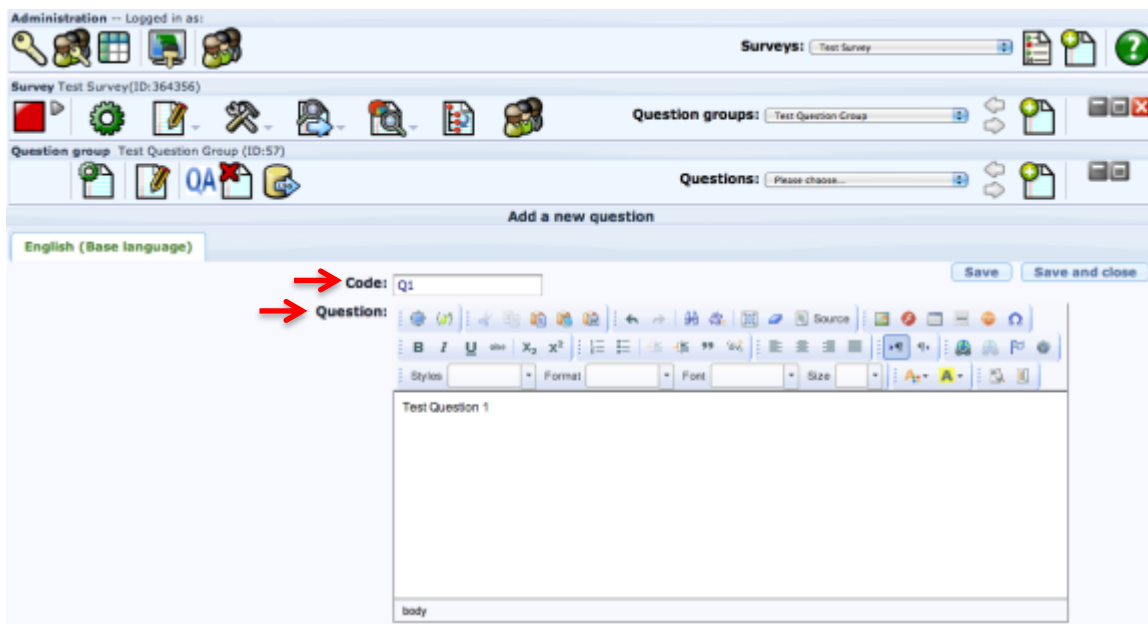 Administration -- Logged in as:
Surveys: Test Survey
Survey Test Survey(ID:364356)
Question groups: Test Question Group
Question group Test Question Group (ID:57)
QA
Questions: Please choose...
Add a new question
English (Base language)
Save Save and close
Code: Q1
Question:
Source
B I U abc X₂ X²
Styles Format Font Size
Test Question 1
body